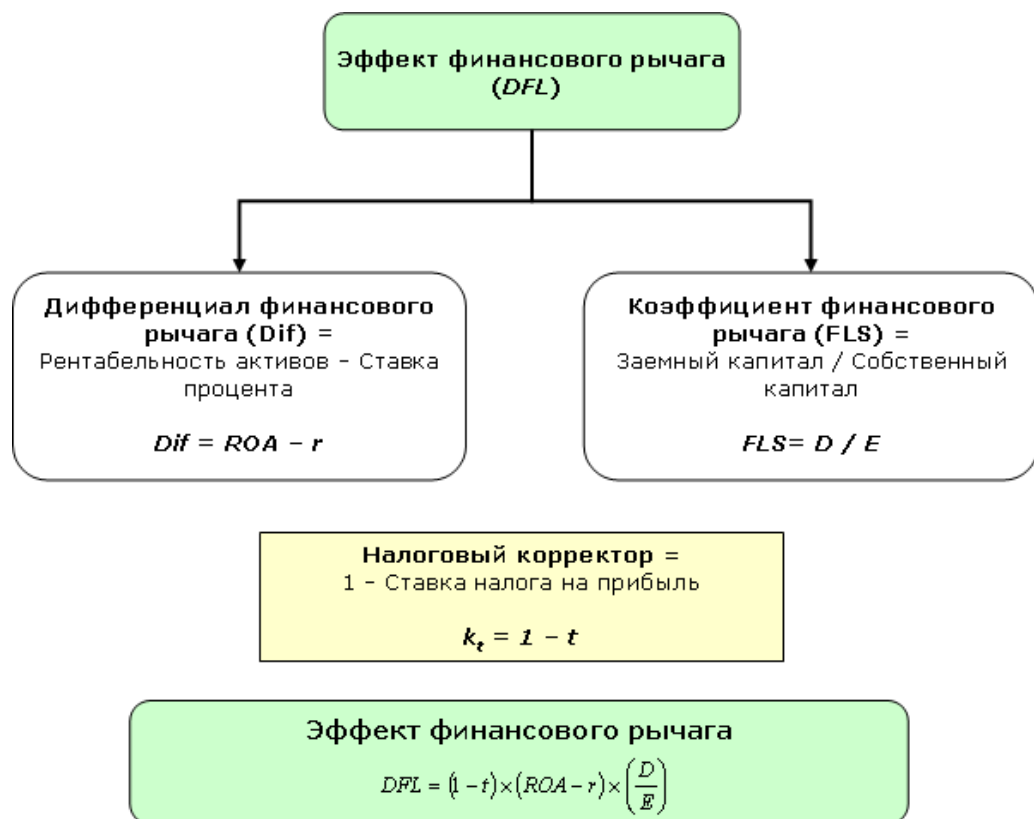 Эффект финансового рычага
(DFL)
Дифференциал финансового
рычага (Dif) =
Рентабельность активов – Ставка
процента
Dif = ROA – r
Коэффициент финансового
рычага (FLS) =
Заемный капитал / Собственный
капитал
FLS= D / E
Налоговый корректор =
1 – Ставка налога на прибыль
kₜ = 1 – t
Эффект финансового рычага
DFL = (1 – t) × (ROA – r) × (D/E)